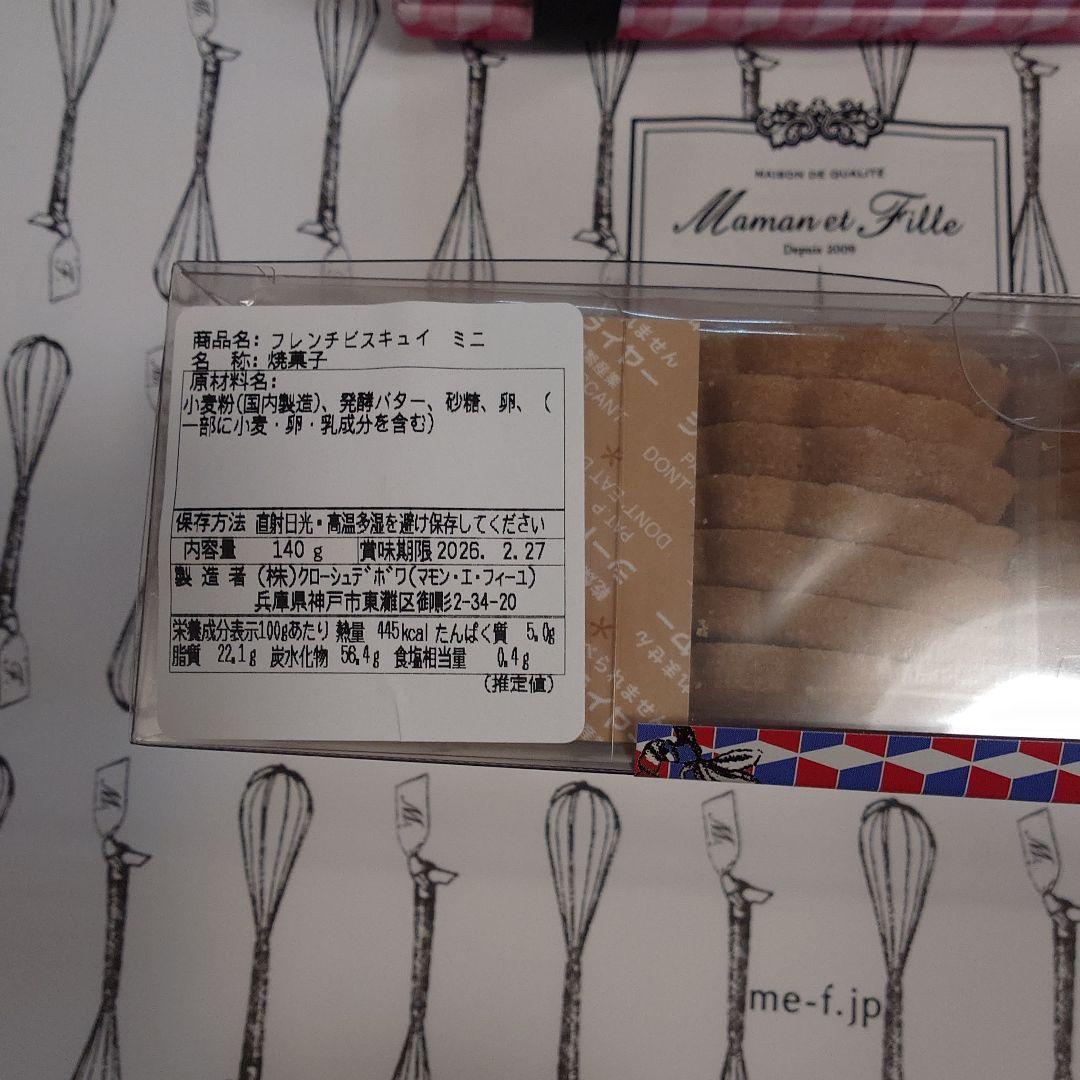 MAISON DE QUALITÉ
Maman et Fille
Depuis 2009
商品名: フレンチビスキュイ ミニ
名 称: 焼菓子
原材料名:
小麦粉(国内製造)、発酵バター、砂糖、卵、(
一部に小麦・卵・乳成分を含む)
保存方法 直射日光・高温多湿を避け保存してください
内容量 140g 賞味期限 2026. 2.27
製造者 (株)クローシュデボワ(マモン・エ・フィーユ)
兵庫県神戸市東灘区御影2-34-20
栄養成分表示100gあたり 熱量 445kcal たんぱく質 5.0g
脂質 22.1g 炭水化物 56.4g 食塩相当量 0.4g
(推定値)
DONT
me-f.jp